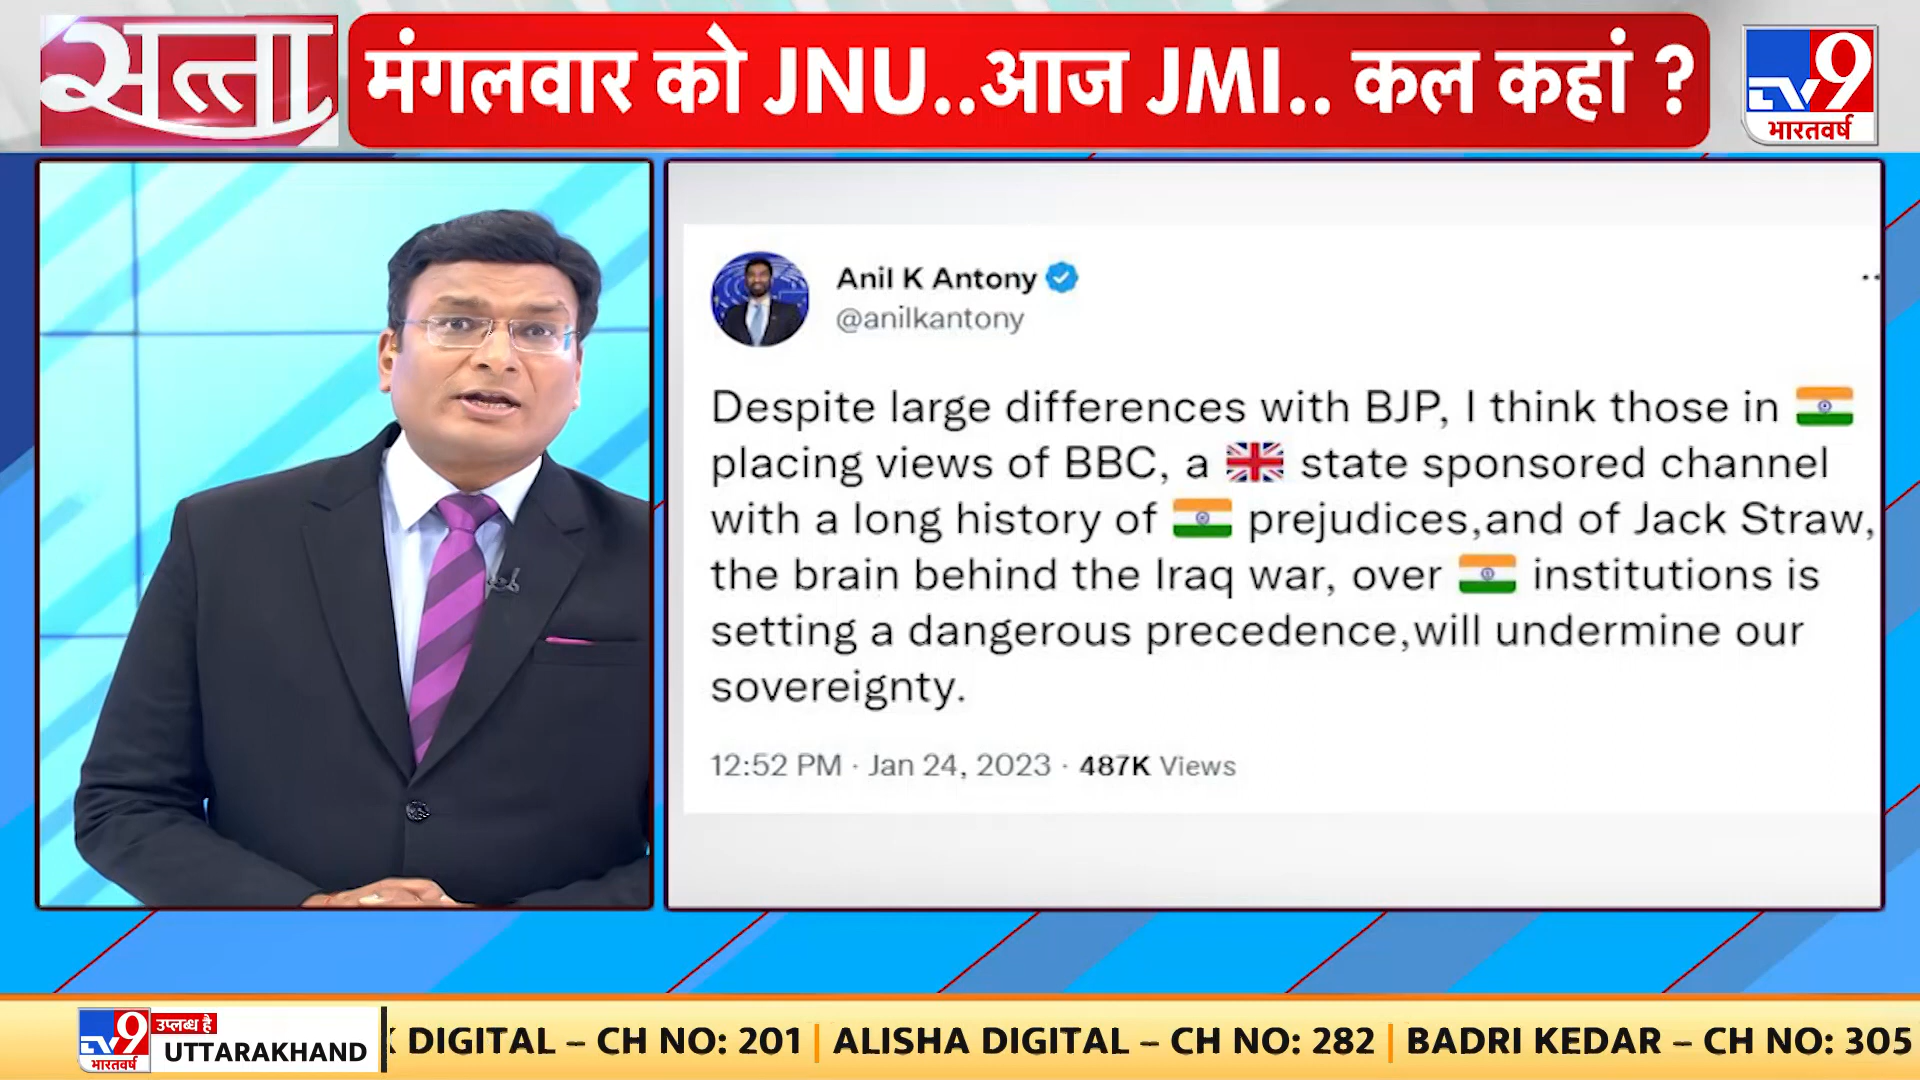 सत्ता
मंगलवार को JNU..आज JMI.. कल कहां ?
TV9
भारतवर्ष
Anil K Antony
@anilkantony
Despite large differences with BJP, I think those in 🇮🇳
placing views of BBC, a 🇬🇧 state sponsored channel
with a long history of 🇮🇳 prejudices,and of Jack Straw,
the brain behind the Iraq war, over 🇮🇳 institutions is
setting a dangerous precedence,will undermine our
sovereignty.
12:52 PM · Jan 24, 2023 · 487K Views
TV9
भारतवर्ष
उप्लब्ध है
UTTARAKHAND
DIGITAL – CH NO: 201 | ALISHA DIGITAL – CH NO: 282 | BADRI KEDAR – CH NO: 305